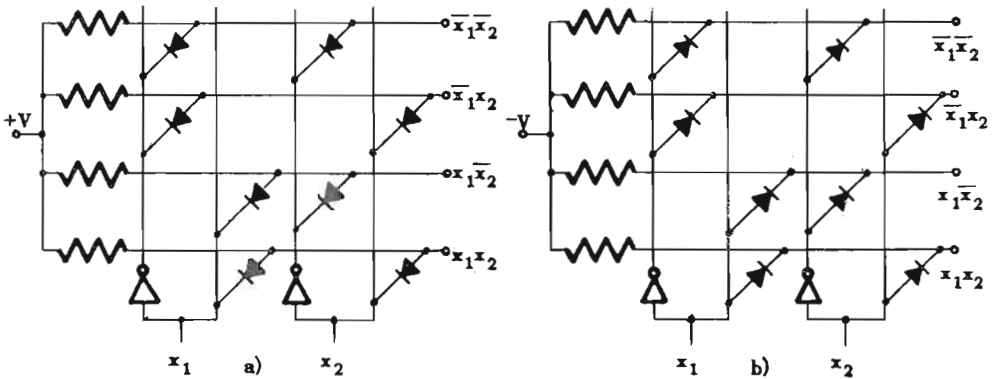 x̅₁x̅₂
x̅₁x₂
+V
x₁x̅₂
x₁x₂
x₁
x₂
a)
x̅₁x̅₂
x̅₁x₂
-V
x₁x̅₂
x₁x₂
x₁
x₂
b)